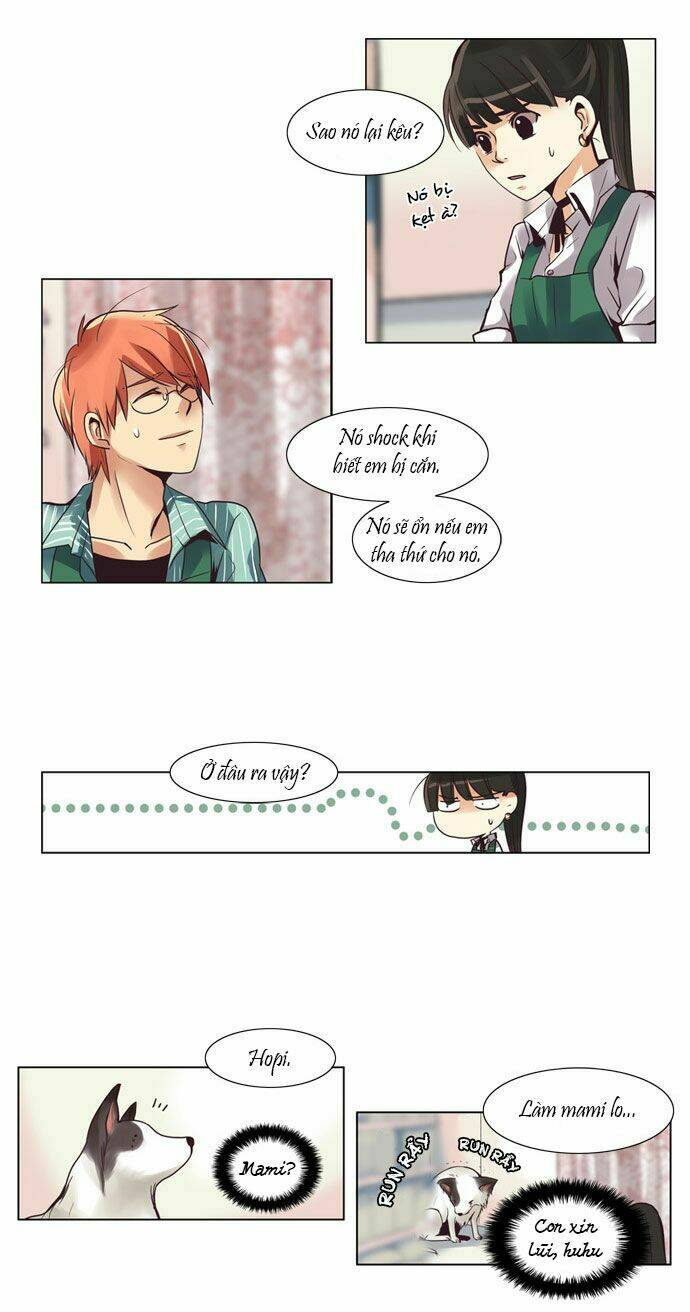 Sao nó lại kêu?
Nó bị
kẹt à?
Nó shock khi
biết em bị cắn.
Nó sẽ ổn nếu em
tha thứ cho nó.
Ở đâu ra vậy?
Hopi.
Mami?
Làm mami lo...
RUN RẨY
RUN RẨY
Con xin
lũi, huhu